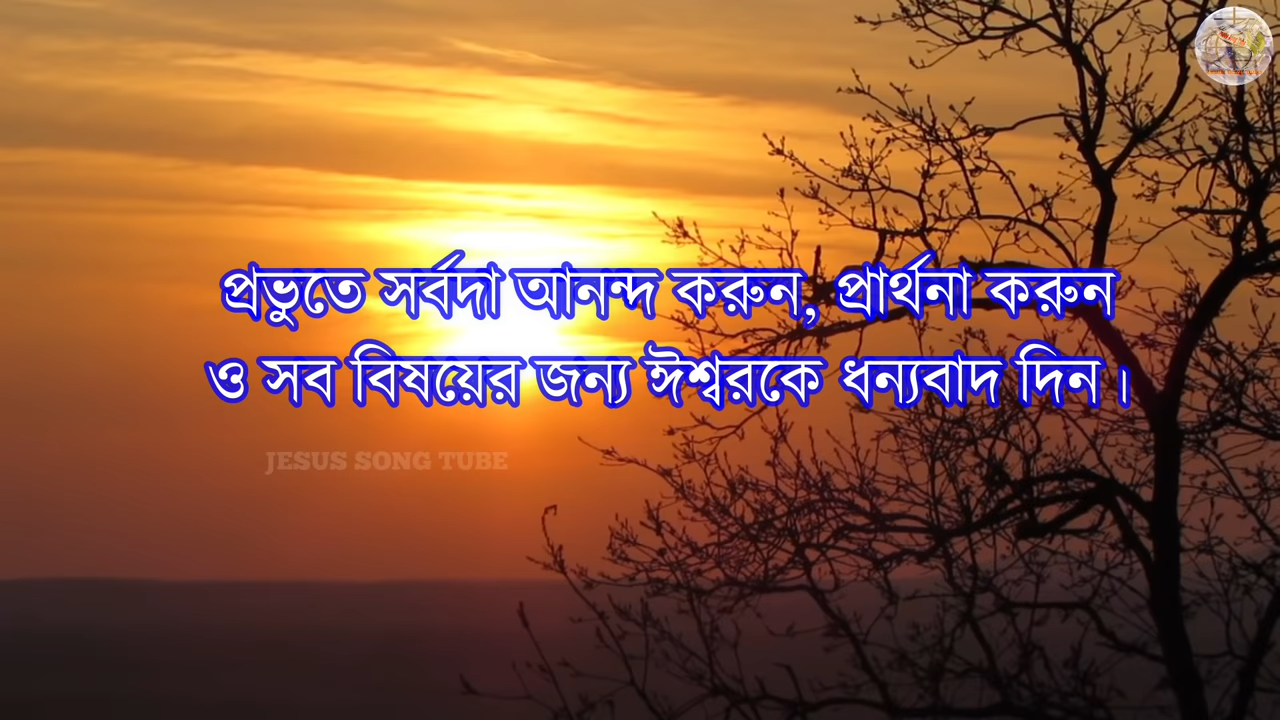 প্রভুতে সর্বদা আনন্দ করুন, প্রার্থনা করুন
ও সব বিষয়ের জন্য ঈশ্বরকে ধন্যবাদ দিন।
JESUS SONG TUBE